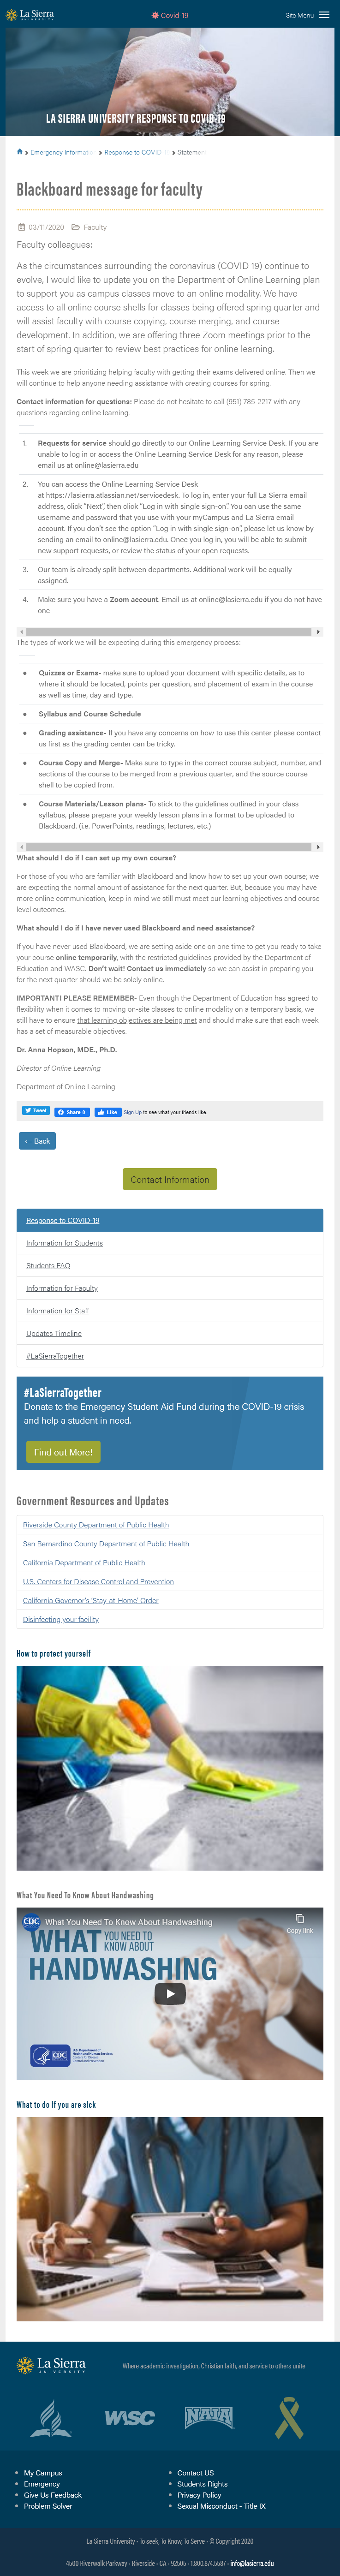 La Sierra
UNIVERSITY
Covid-19
Site Menu
LA SIERRA UNIVERSITY RESPONSE TO COVID-19
Emergency Informatio
Response to COVID-
Statemen
Blackboard message for faculty
03/11/2020 Faculty
Faculty colleagues:
As the circumstances surrounding the coronavirus (COVID 19) continue to
evolve, I would like to update you on the Department of Online Learning plan
to support you as campus classes move to an online modality. We have
access to all online course shells for classes being offered spring quarter and
will assist faculty with course copying, course merging, and course
development. In addition, we are offering three Zoom meetings prior to the
start of spring quarter to review best practices for online learning.
This week we are prioritizing helping faculty with getting their exams delivered online. Then we
will continue to help anyone needing assistance with creating courses for spring.
Contact information for questions: Please do not hesitate to call (951) 785-2217 with any
questions regarding online learning.
1. Requests for service should go directly to our Online Learning Service Desk. If you are
unable to log in or access the Online Learning Service Desk for any reason, please
email us at online@lasierra.edu
2. You can access the Online Learning Service Desk
at https://lasierra.atlassian.net/servicedesk. To log in, enter your full La Sierra email
address, click "Next", then click "Log in with single sign-on". You can use the same
username and password that you use with your myCampus and La Sierra email
account. If you don't see the option "Log in with single sign-on", please let us know by
sending an email to online@lasierra.edu. Once you log in, you will be able to submit
new support requests, or review the status of your open requests.
3. Our team is already split between departments. Additional work will be equally
assigned.
4. Make sure you have a Zoom account. Email us at online@lasierra.edu if you do not have
one
The types of work we will be expecting during this emergency process:
● Quizzes or Exams- make sure to upload your document with specific details, as to
where it should be located, points per question, and placement of exam in the course
as well as time, day and type.
● Syllabus and Course Schedule
● Grading assistance- If you have any concerns on how to use this center please contact
us first as the grading center can be tricky.
● Course Copy and Merge- Make sure to type in the correct course subject, number, and
sections of the course to be merged from a previous quarter, and the source course
shell to be copied from.
● Course Materials/Lesson plans- To stick to the guidelines outlined in your class
syllabus, please prepare your weekly lesson plans in a format to be uploaded to
Blackboard. (i.e. PowerPoints, readings, lectures, etc.)
What should I do if I can set up my own course?
For those of you who are familiar with Blackboard and know how to set up your own course; we
are expecting the normal amount of assistance for the next quarter. But, because you may have
more online communication, keep in mind we still must meet our learning objectives and course
level outcomes.
What should I do if I have never used Blackboard and need assistance?
If you have never used Blackboard, we are setting aside one on one time to get you ready to take
your course online temporarily, with the restricted guidelines provided by the Department of
Education and WASC. Don't wait! Contact us immediately so we can assist in preparing you
for the next quarter should we be solely online.
IMPORTANT! PLEASE REMEMBER- Even though the Department of Education has agreed to
flexibility when it comes to moving on-site classes to online modality on a temporary basis, we
still have to ensure that learning objectives are being met and should make sure that each week
has a set of measurable objectives.
Dr. Anna Hopson, MDE., Ph.D.
Director of Online Learning
Department of Online Learning
Tweet
Share 0
Like
Sign Up to see what your friends like.
← Back
Contact Information
Response to COVID-19
Information for Students
Students FAQ
Information for Faculty
Information for Staff
Updates Timeline
#LaSierraTogether
#LaSierraTogether
Donate to the Emergency Student Aid Fund during the COVID-19 crisis
and help a student in need.
Find out More!
Government Resources and Updates
Riverside County Department of Public Health
San Bernardino County Department of Public Health
California Department of Public Health
U.S. Centers for Disease Control and Prevention
California Governor's 'Stay-at-Home' Order
Disinfecting your facility
How to protect yourself
What You Need To Know About Handwashing
CDC
What You Need To Know About Handwashing
Copy link
WHAT YOU NEED TO
KNOW ABOUT
HANDWASHING
CDC
What to do if you are sick
La Sierra
UNIVERSITY
Where academic investigation, Christian faith, and service to others unite
WASC
NAIA
My Campus
Emergency
Give Us Feedback
Problem Solver
Contact US
Students Rights
Privacy Policy
Sexual Misconduct - Title IX
La Sierra University - To seek, To Know, To Serve - © Copyright 2020
4500 Riverwalk Parkway - Riverside - CA - 92505 - 1.800.874.5587 - info@lasierra.edu